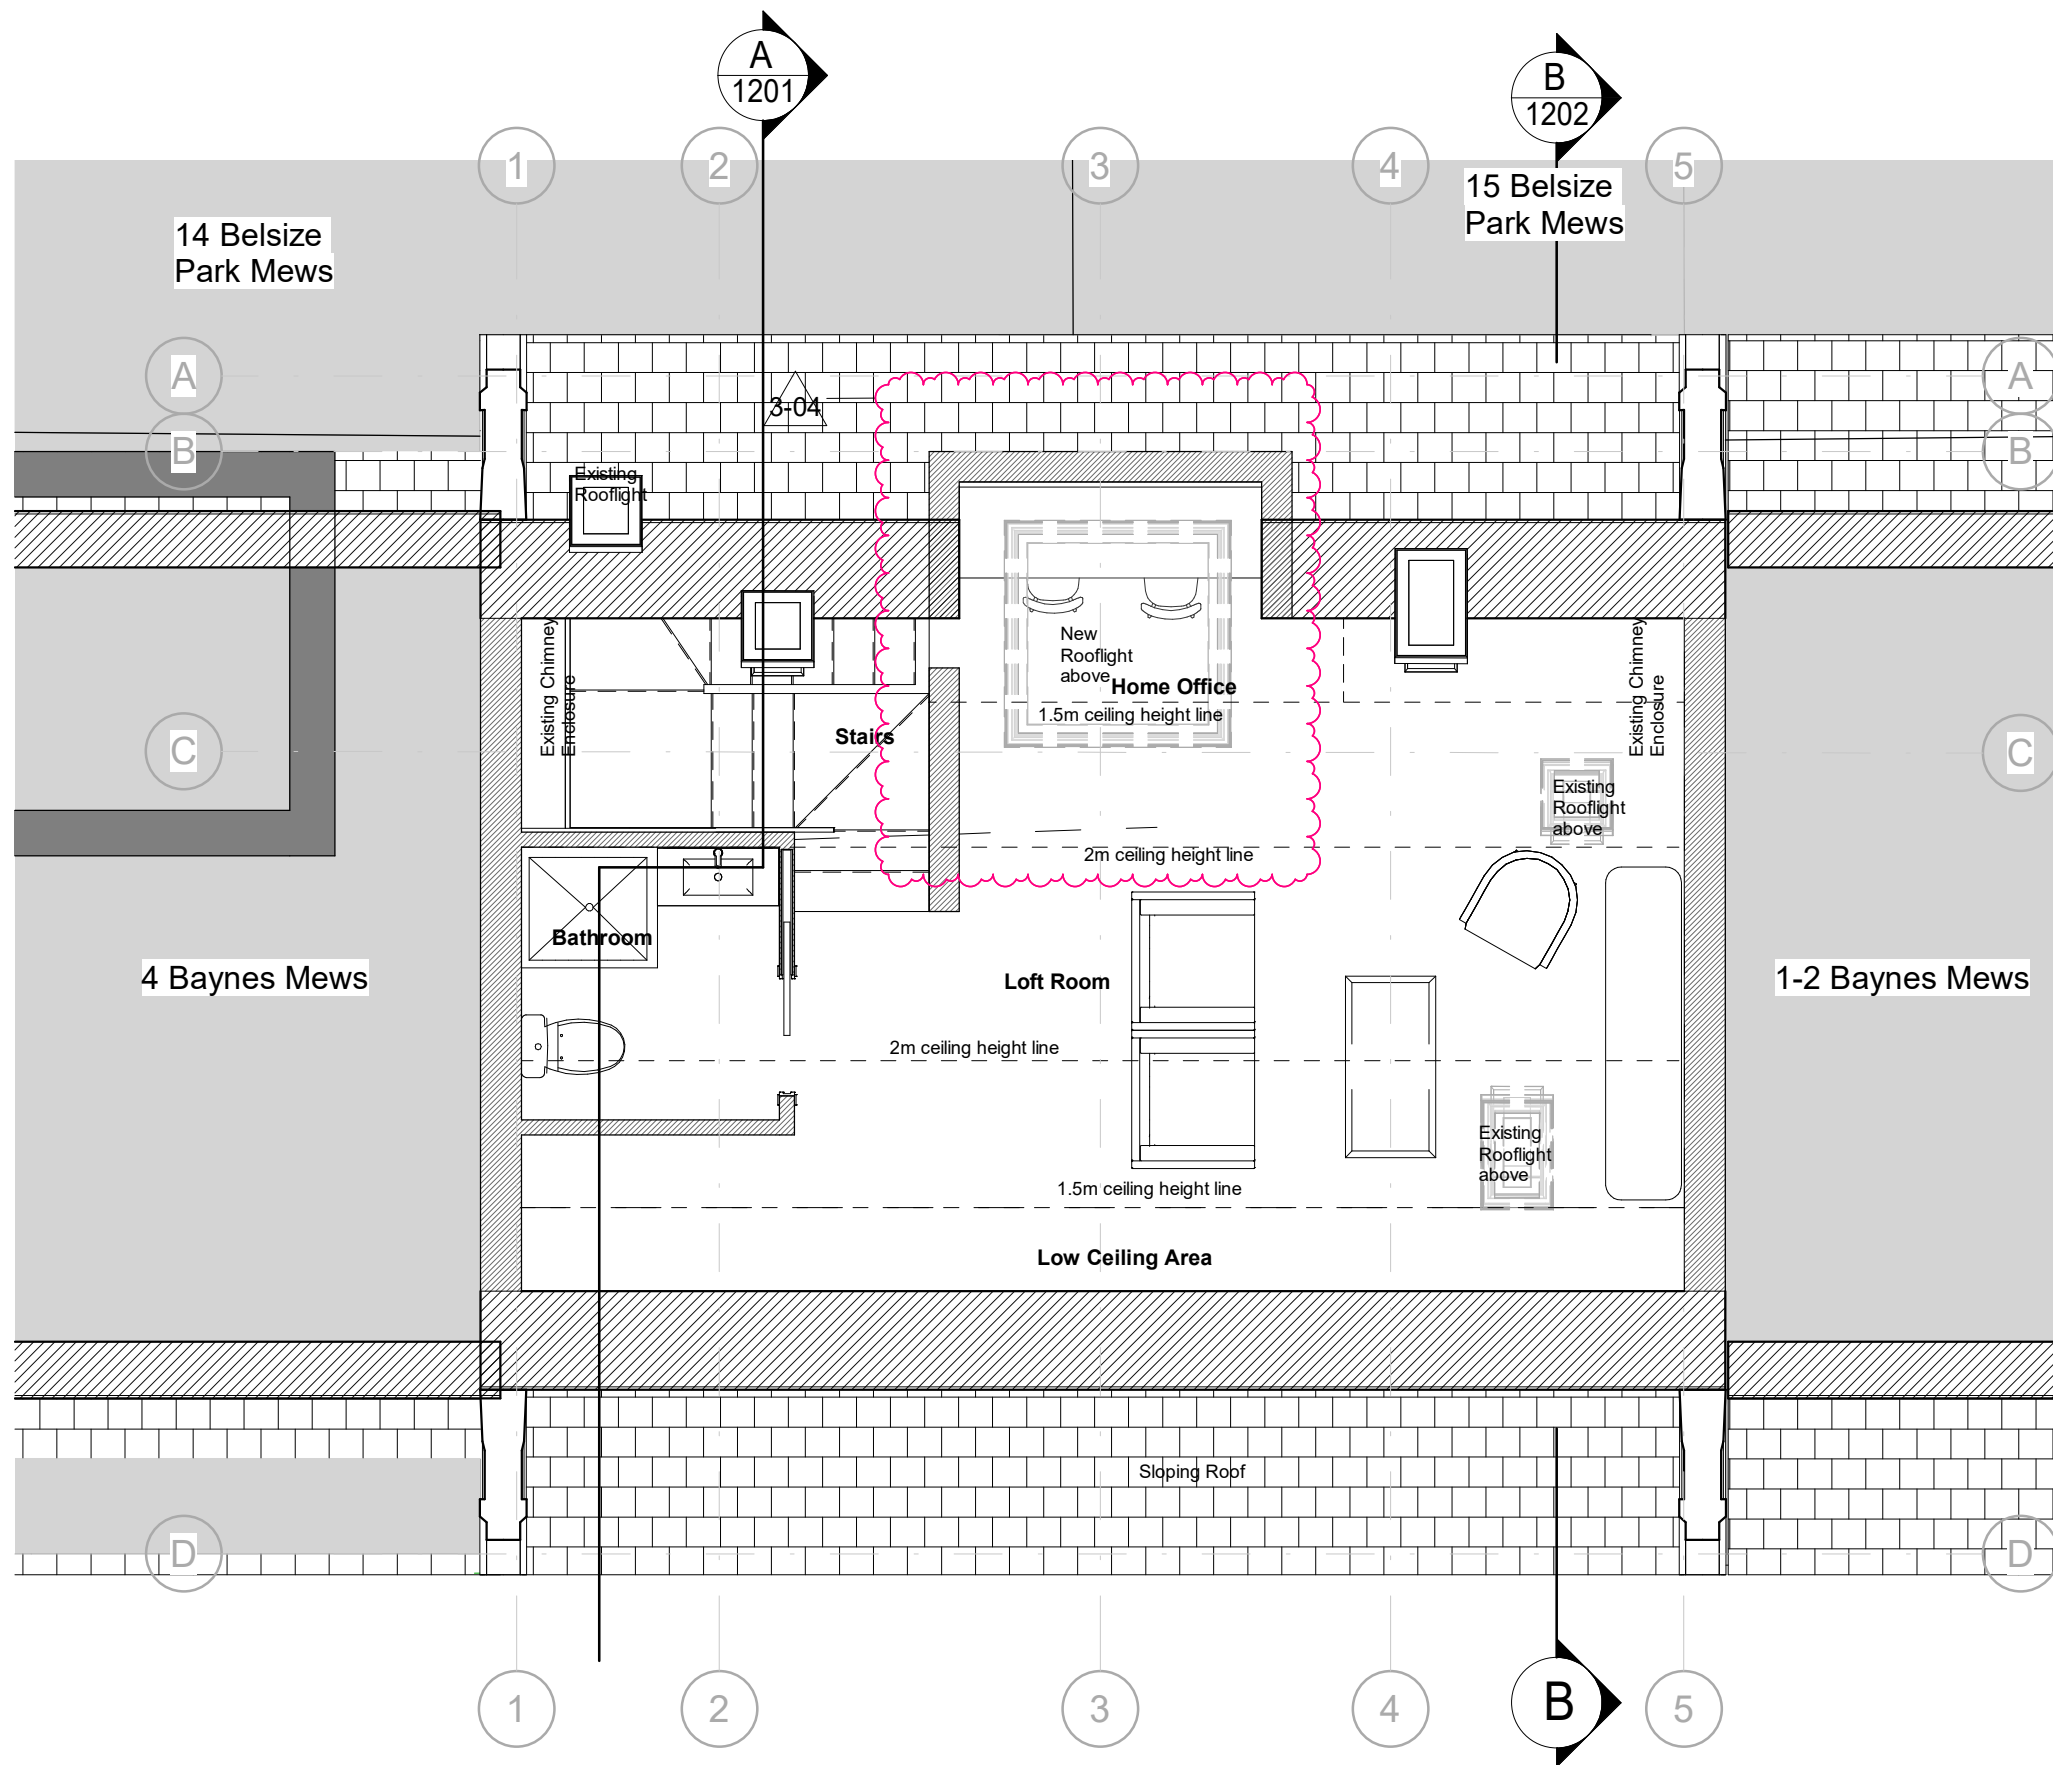 A
1201
B
1202
1
2
3
4
5
14 Belsize
Park Mews
15 Belsize
Park Mews
A
A
3-04
B
B
Existing
Rooflight
New
Rooflight
above
Home Office
1.5m ceiling height line
Existing Chimney
Enclosure
Existing Chimney
Enclosure
Stairs
C
C
Existing
Rooflight
above
2m ceiling height line
Bathroom
4 Baynes Mews
Loft Room
1-2 Baynes Mews
2m ceiling height line
Existing
Rooflight
above
1.5m ceiling height line
Low Ceiling Area
Sloping Roof
D
D
1
2
3
4
B
5